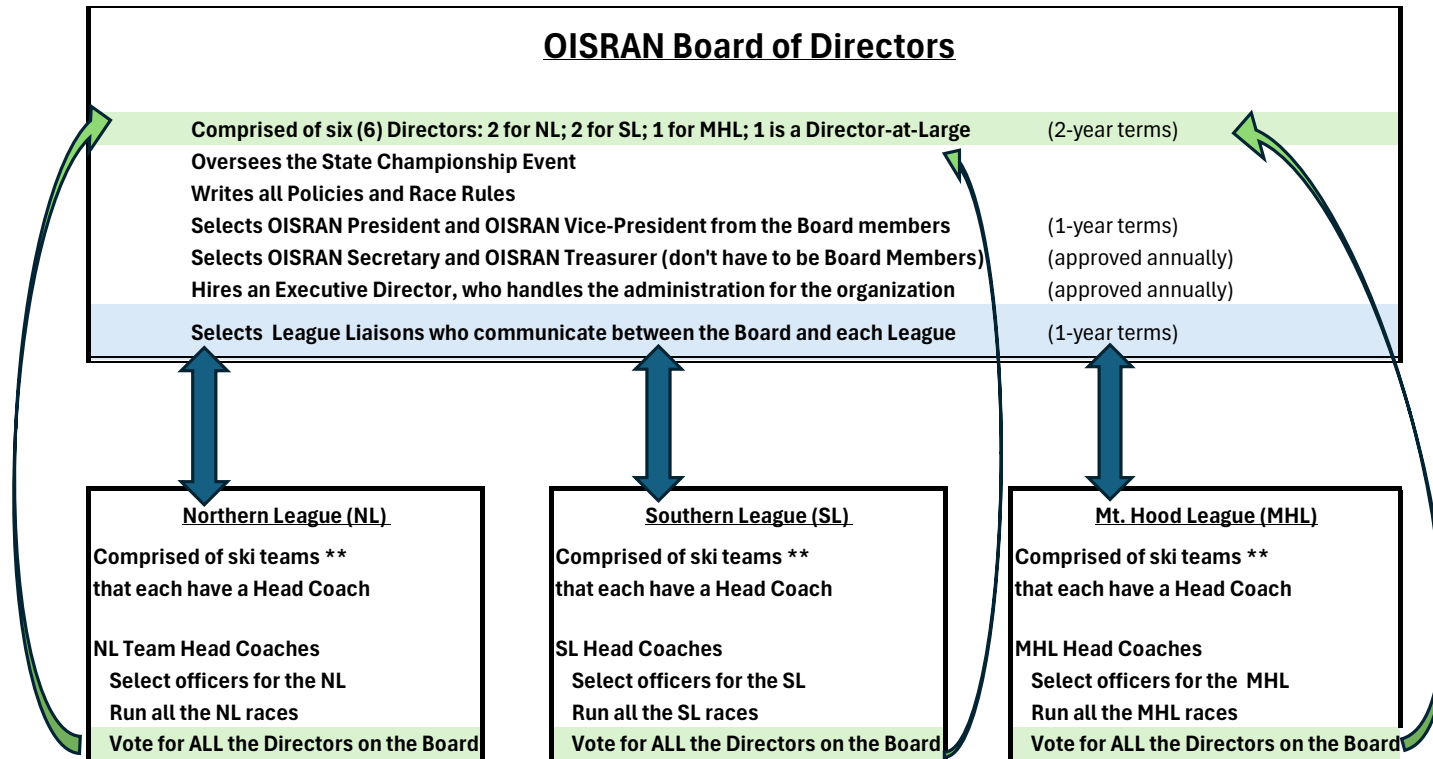 OISRAN Board of Directors
Comprised of six (6) Directors: 2 for NL; 2 for SL; 1 for MHL; 1 is a Director-at-Large (2-year terms)
Oversees the State Championship Event
Writes all Policies and Race Rules
Selects OISRAN President and OISRAN Vice-President from the Board members (1-year terms)
Selects OISRAN Secretary and OISRAN Treasurer (don't have to be Board Members) (approved annually)
Hires an Executive Director, who handles the administration for the organization (approved annually)
Selects League Liaisons who communicate between the Board and each League (1-year terms)
Northern League (NL)
Comprised of ski teams **
that each have a Head Coach
NL Team Head Coaches
Select officers for the NL
Run all the NL races
Vote for ALL the Directors on the Board
Southern League (SL)
Comprised of ski teams **
that each have a Head Coach
SL Head Coaches
Select officers for the SL
Run all the SL races
Vote for ALL the Directors on the Board
Mt. Hood League (MHL)
Comprised of ski teams **
that each have a Head Coach
MHL Head Coaches
Select officers for the MHL
Run all the MHL races
Vote for ALL the Directors on the Board